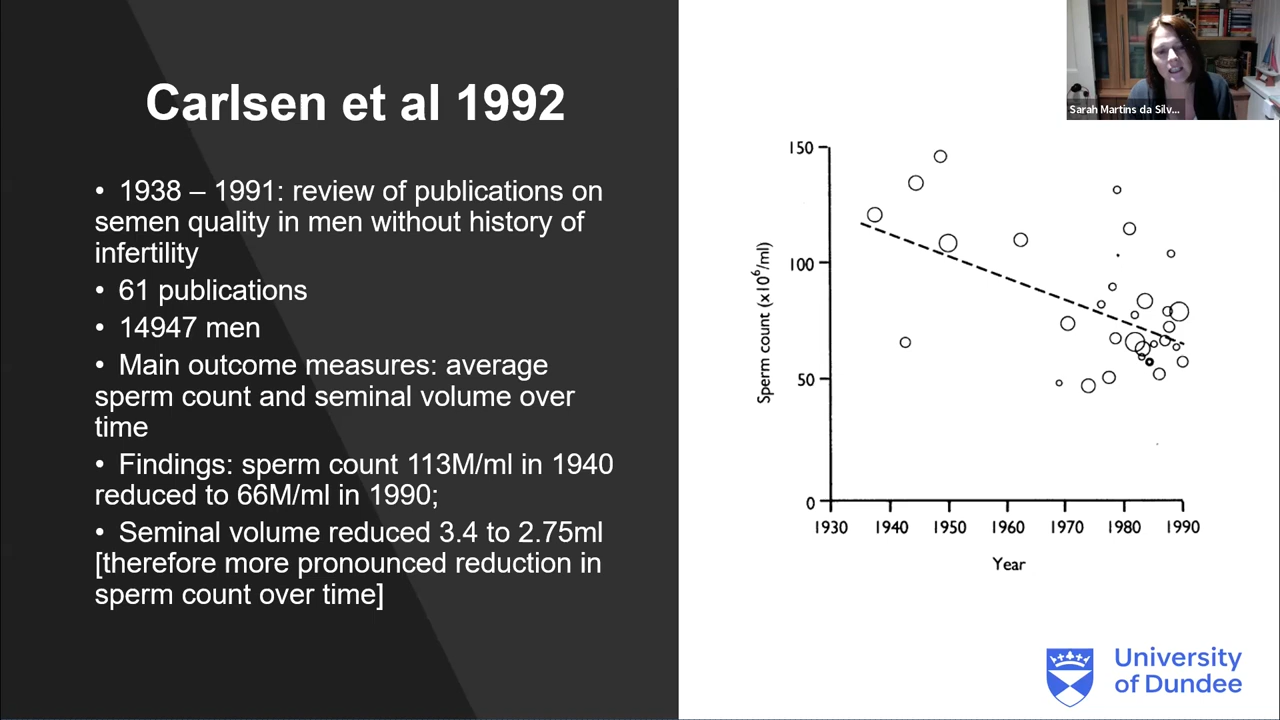 Carlsen et al 1992
• 1938 – 1991: review of publications on
semen quality in men without history of
infertility
• 61 publications
• 14947 men
• Main outcome measures: average
sperm count and seminal volume over
time
• Findings: sperm count 113M/ml in 1940
reduced to 66M/ml in 1990;
• Seminal volume reduced 3.4 to 2.75ml
[therefore more pronounced reduction in
sperm count over time]
Sarah Martins da Silv...
150
100
50
0
Sperm count (x10⁶/ml)
1930 1940 1950 1960 1970 1980 1990
Year
University
of Dundee